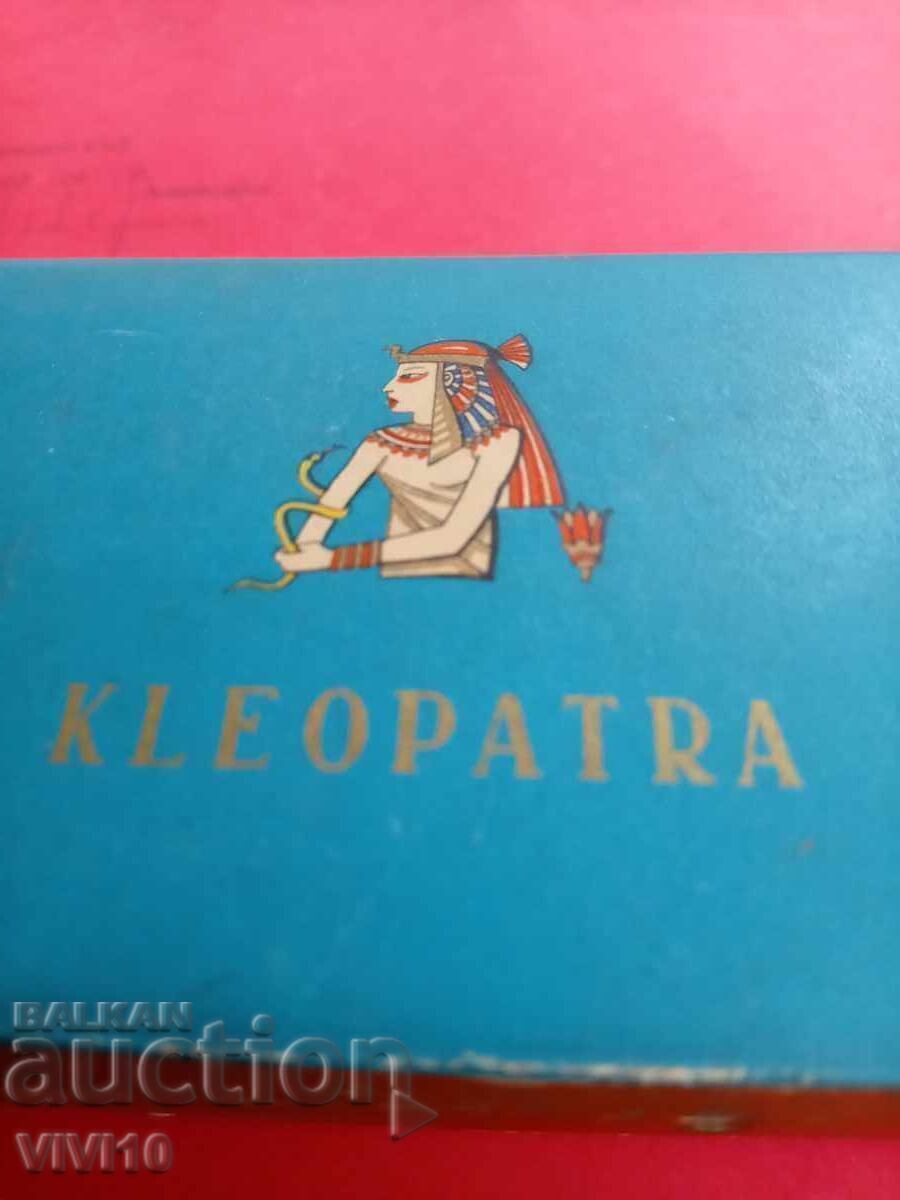 KLEOPATRA
BALKAN
auction
VIVI10